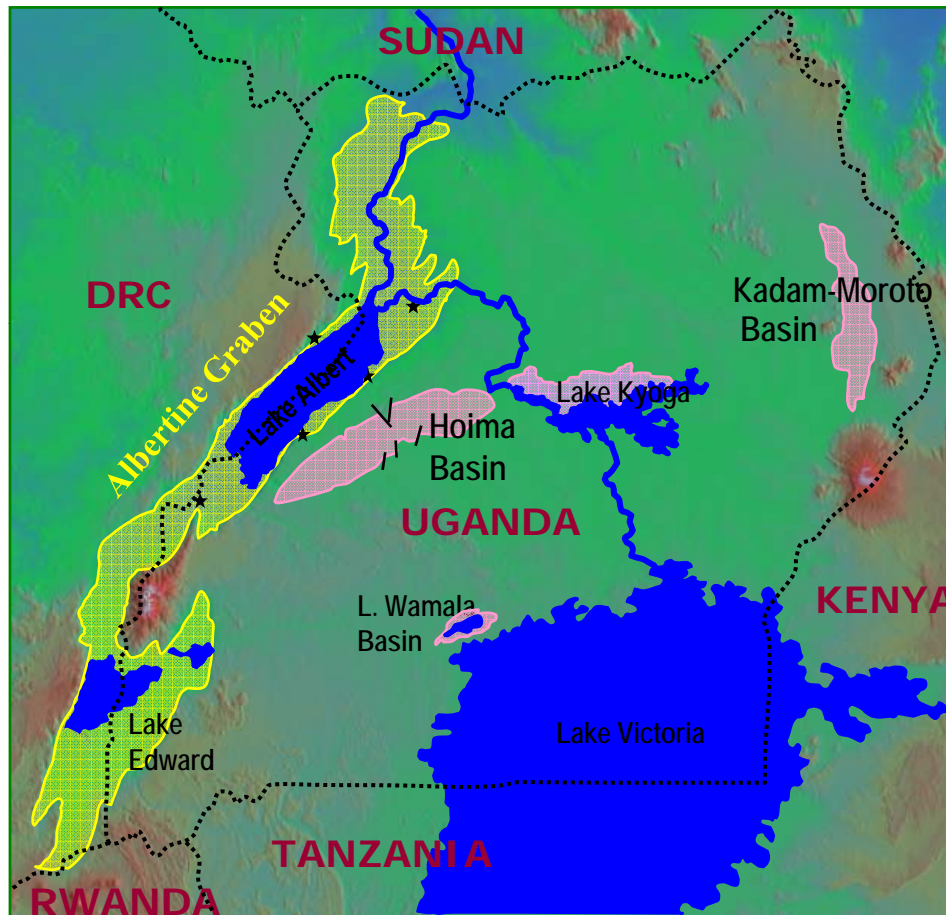 SUDAN
DRC
Kadam-Moroto
Basin
Albertine Graben
Lake Albert
Lake Kyoga
Hoima
Basin
UGANDA
L. Wamala
Basin
KENYA
Lake
Edward
Lake Victoria
TANZANIA
RWANDA